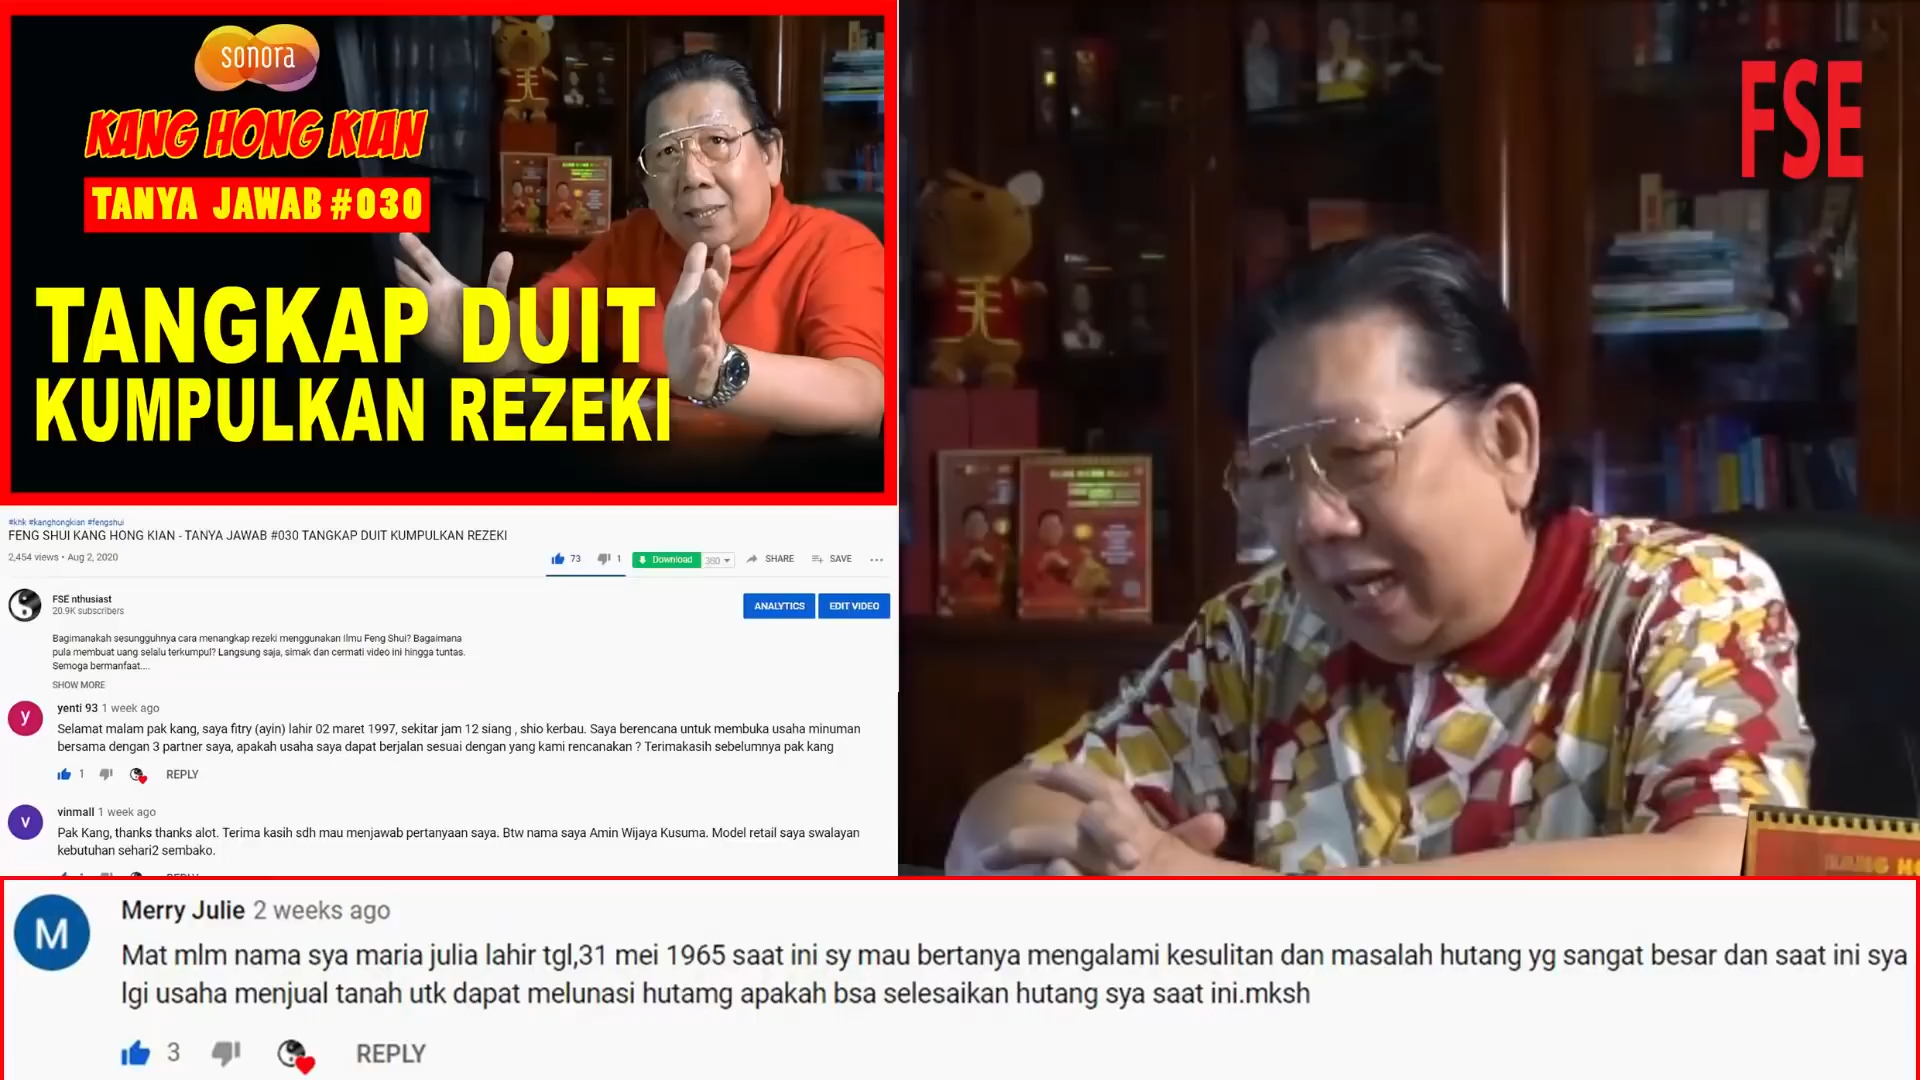 sonora
KANG HONG KIAN
TANYA JAWAB #030
TANGKAP DUIT
KUMPULKAN REZEKI
FSE
#khk #kanghongkian #fengshui
FENG SHUI KANG HONG KIAN - TANYA JAWAB #030 TANGKAP DUIT KUMPULKAN REZEKI
2,454 views • Aug 2, 2020
73 1 Download 360 SHARE SAVE
FSE nthusiast
20.9K subscribers
ANALYTICS EDIT VIDEO
Bagimanakah sesungguhnya cara menangkap rezeki menggunakan Ilmu Feng Shui? Bagaimana
pula membuat uang selalu terkumpul? Langsung saja, simak dan cermati video ini hingga tuntas.
Semoga bermanfaat....
SHOW MORE
y
yenti 93 1 week ago
Selamat malam pak kang, saya fitry (ayin) lahir 02 maret 1997, sekitar jam 12 siang , shio kerbau. Saya berencana untuk membuka usaha minuman
bersama dengan 3 partner saya, apakah usaha saya dapat berjalan sesuai dengan yang kami rencanakan ? Terimakasih sebelumnya pak kang
1 REPLY
v
vinmall 1 week ago
Pak Kang, thanks thanks alot. Terima kasih sdh mau menjawab pertanyaan saya. Btw nama saya Amin Wijaya Kusuma. Model retail saya swalayan
kebutuhan sehari2 sembako.
KANG HO
M
Merry Julie 2 weeks ago
Mat mlm nama sya maria julia lahir tgl,31 mei 1965 saat ini sy mau bertanya mengalami kesulitan dan masalah hutang yg sangat besar dan saat ini sya
lgi usaha menjual tanah utk dapat melunasi hutamg apakah bsa selesaikan hutang sya saat ini.mksh
3 REPLY